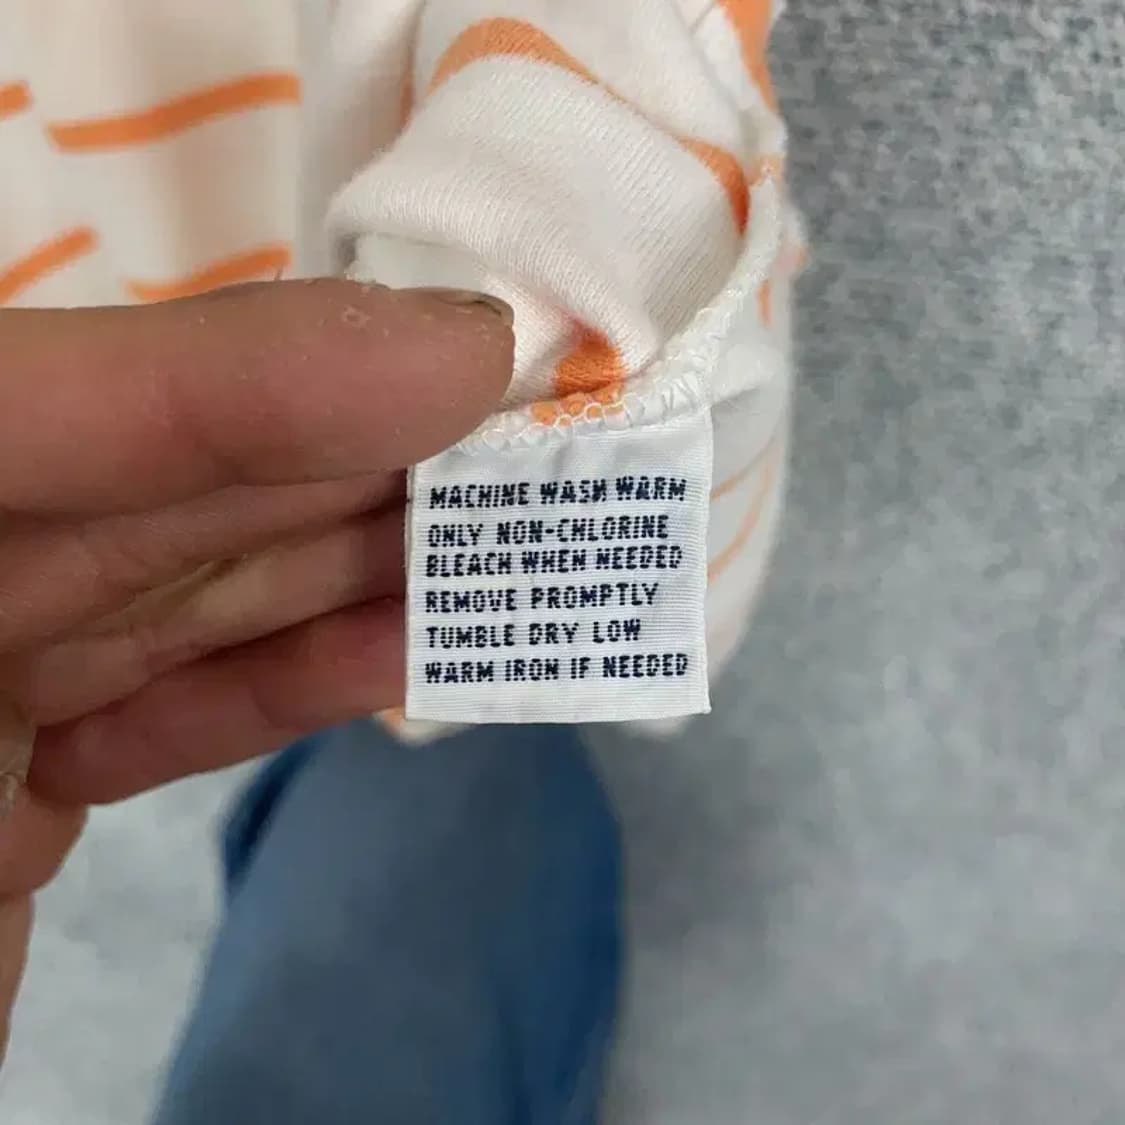 MACHINE WASH WARM
ONLY NON-CHLORINE
BLEACH WHEN NEEDED
REMOVE PROMPTLY
TUMBLE DRY LOW
WARM IRON IF NEEDED